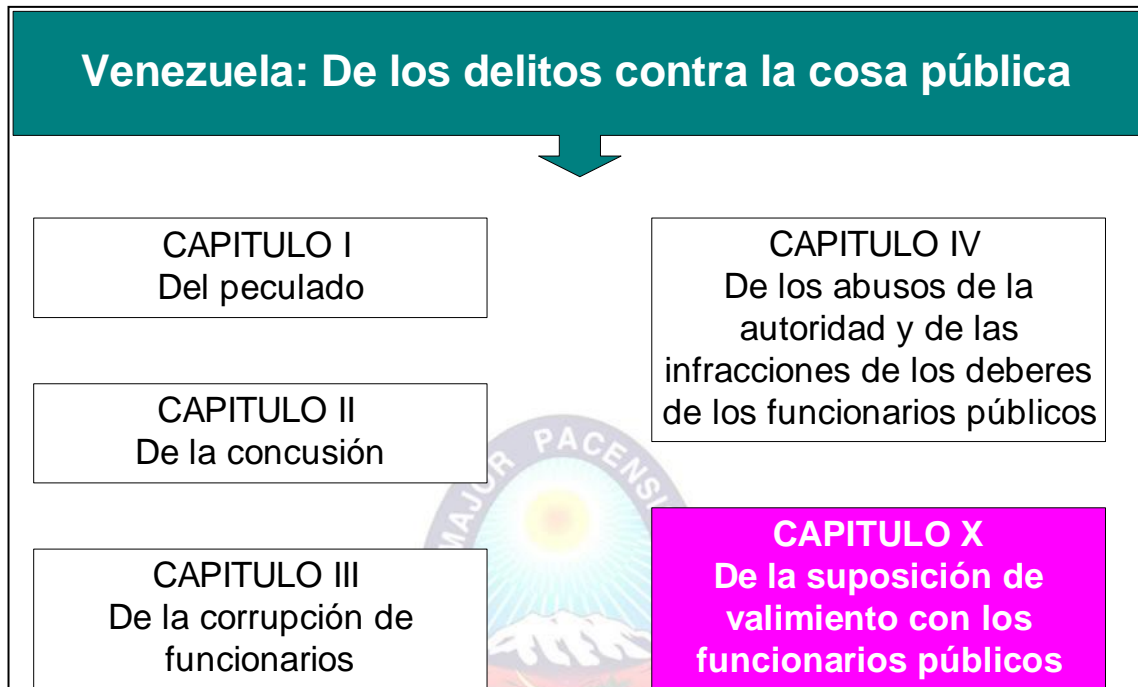 Venezuela: De los delitos contra la cosa pública
CAPITULO I
Del peculado
CAPITULO II
De la concusión
CAPITULO III
De la corrupción de
funcionarios
CAPITULO IV
De los abusos de la
autoridad y de las
infracciones de los deberes
de los funcionarios públicos
CAPITULO X
De la suposición de
valimiento con los
funcionarios públicos
MAJOR PACENSI